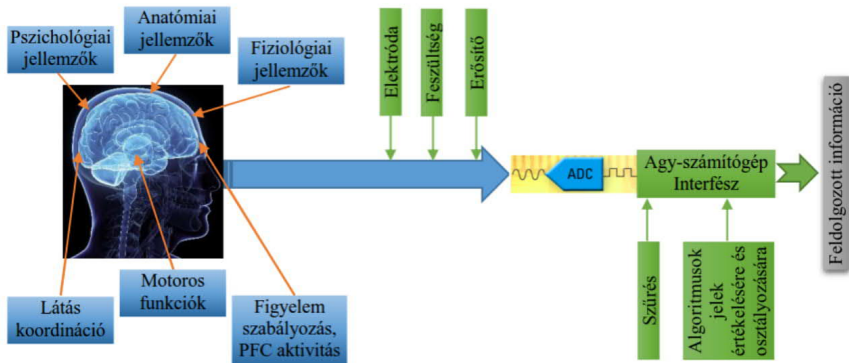 Pszichológiai
jellemzők
Anatómiai
jellemzők
Fiziológiai
jellemzők
Látás
koordináció
Motoros
funkciók
Figyelem
szabályozás,
PFC aktivitás
Elektróda
Feszültség
Erősítő
ADC
Agy-számítógép
Interfész
Szűrés
Algoritmusok
jelek
értékelésére és
osztályozására
Feldolgozott információ